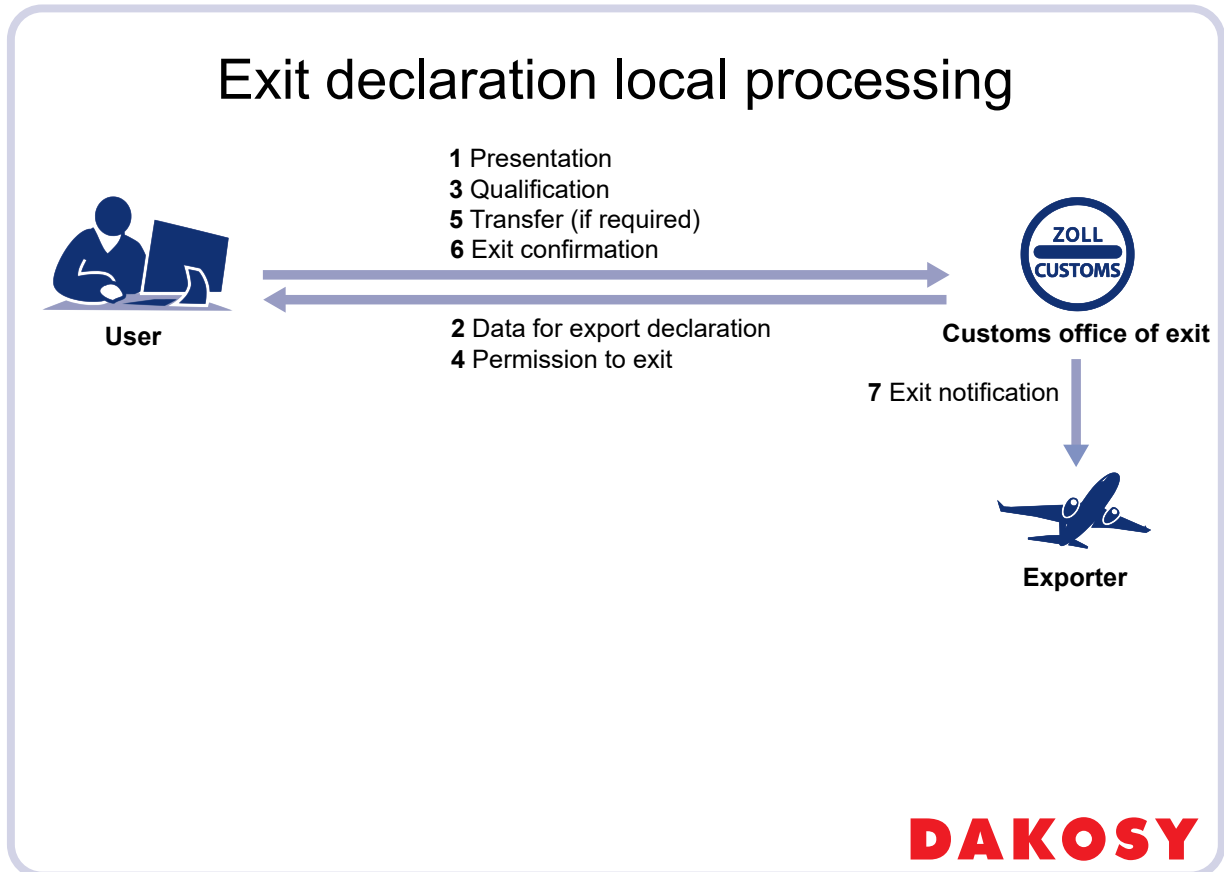 Exit declaration local processing
1 Presentation
3 Qualification
5 Transfer (if required)
6 Exit confirmation
ZOLL
CUSTOMS
User
2 Data for export declaration
4 Permission to exit
Customs office of exit
7 Exit notification
Exporter
DAKOSY